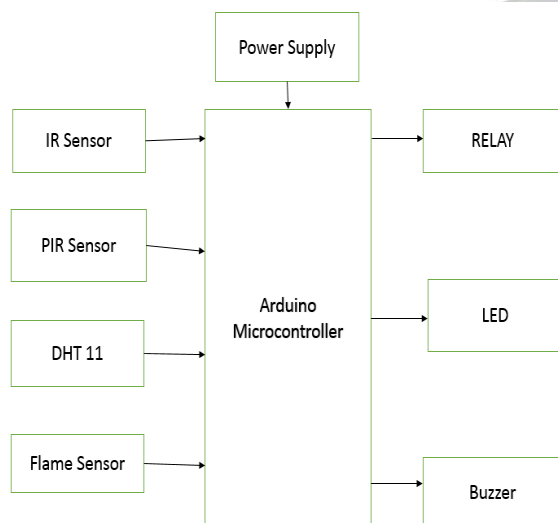 Power Supply
IR Sensor
RELAY
PIR Sensor
Arduino
Microcontroller
LED
DHT 11
Flame Sensor
Buzzer